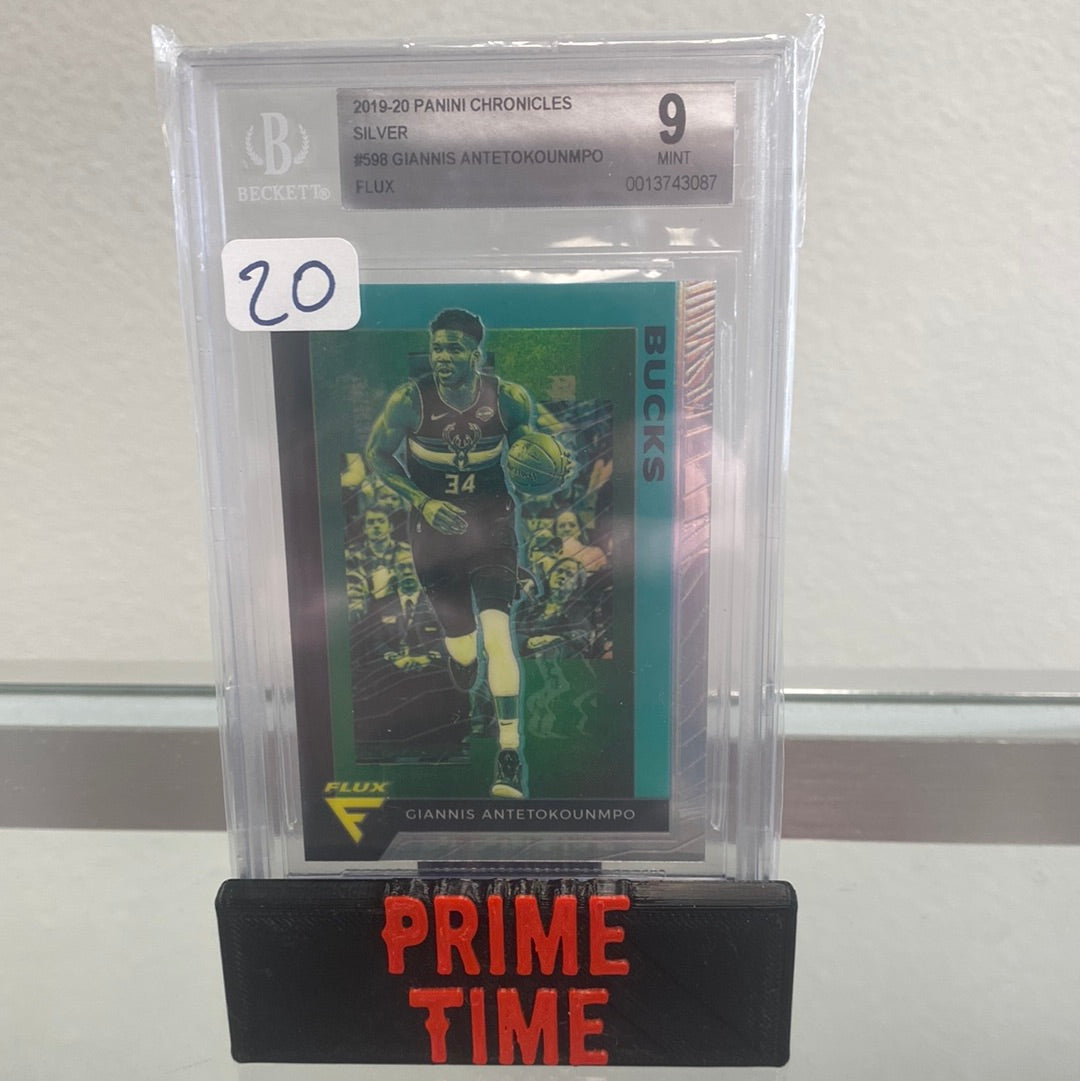 2019-20 PANINI CHRONICLES
SILVER
#598 GIANNIS ANTETOKOUNMPO
FLUX
9
MINT
0013743087
B
BECKETT®
20
BUCKS
34
FLUX
GIANNIS ANTETOKOUNMPO
PRIME
TIME